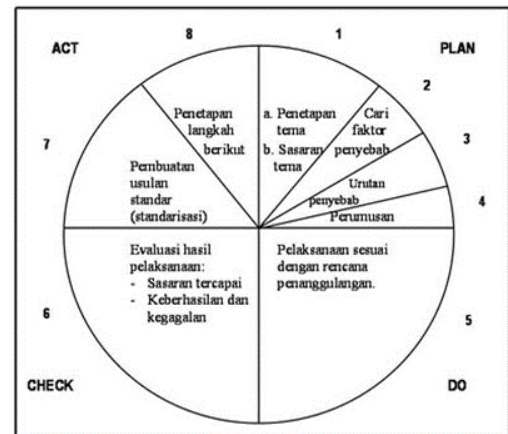 8
1
ACT
PLAN
2
3
4
5
6
7
a. Penetapan
tema
b. Sasaran
tema
Cari
faktor
penyebab
Urutan
penyebab
Perumusan
Pelaksanaan sesuai
dengan rencana
penanggulangan.
Evaluasi hasil
pelaksanaan:
- Sasaran tercapai
- Keberhasilan dan
kegagalan
Pembuatan
usulan
standar
(standarisasi)
Penetapan
langkah
berikut
CHECK
DO